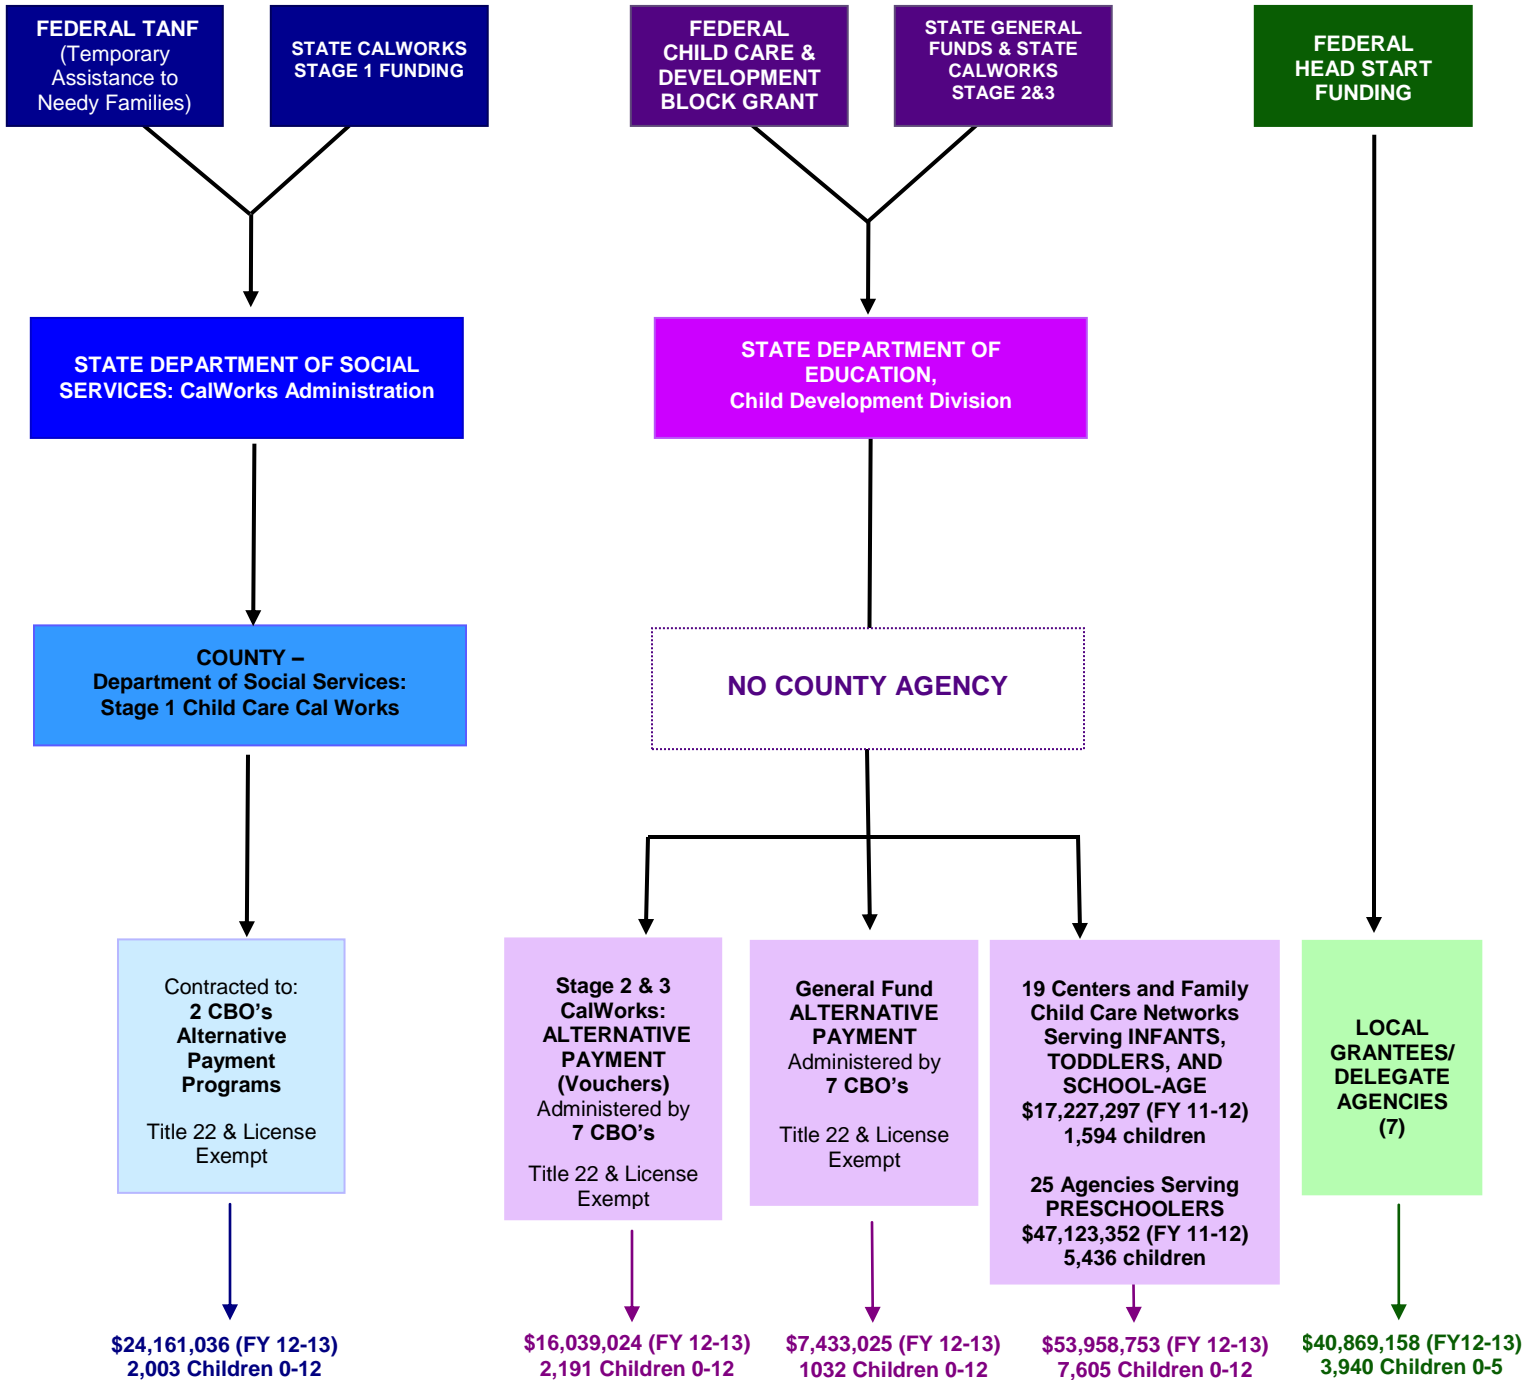 FEDERAL TANF
(Temporary
Assistance to
Needy Families)
STATE CALWORKS
STAGE 1 FUNDING
FEDERAL
CHILD CARE &
DEVELOPMENT
BLOCK GRANT
STATE GENERAL
FUNDS & STATE
CALWORKS
STAGE 2&3
FEDERAL
HEAD START
FUNDING
STATE DEPARTMENT OF SOCIAL
SERVICES: CalWorks Administration
STATE DEPARTMENT OF
EDUCATION,
Child Development Division
COUNTY –
Department of Social Services:
Stage 1 Child Care Cal Works
NO COUNTY AGENCY
Contracted to:
2 CBO's
Alternative
Payment
Programs
Title 22 & License
Exempt
Stage 2 & 3
CalWorks:
ALTERNATIVE
PAYMENT
(Vouchers)
Administered by
7 CBO's
Title 22 & License
Exempt
General Fund
ALTERNATIVE
PAYMENT
Administered by
7 CBO's
Title 22 & License
Exempt
19 Centers and Family
Child Care Networks
Serving INFANTS,
TODDLERS, AND
SCHOOL-AGE
$17,227,297 (FY 11-12)
1,594 children
25 Agencies Serving
PRESCHOOLERS
$47,123,352 (FY 11-12)
5,436 children
LOCAL
GRANTEES/
DELEGATE
AGENCIES
(7)
$24,161,036 (FY 12-13)
2,003 Children 0-12
$16,039,024 (FY 12-13)
2,191 Children 0-12
$7,433,025 (FY 12-13)
1032 Children 0-12
$53,958,753 (FY 12-13)
7,605 Children 0-12
$40,869,158 (FY12-13)
3,940 Children 0-5